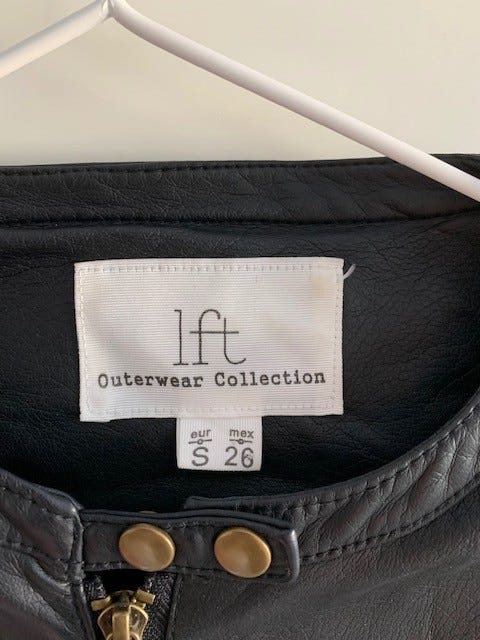 lft
Outerwear Collection
eur mex
S 26